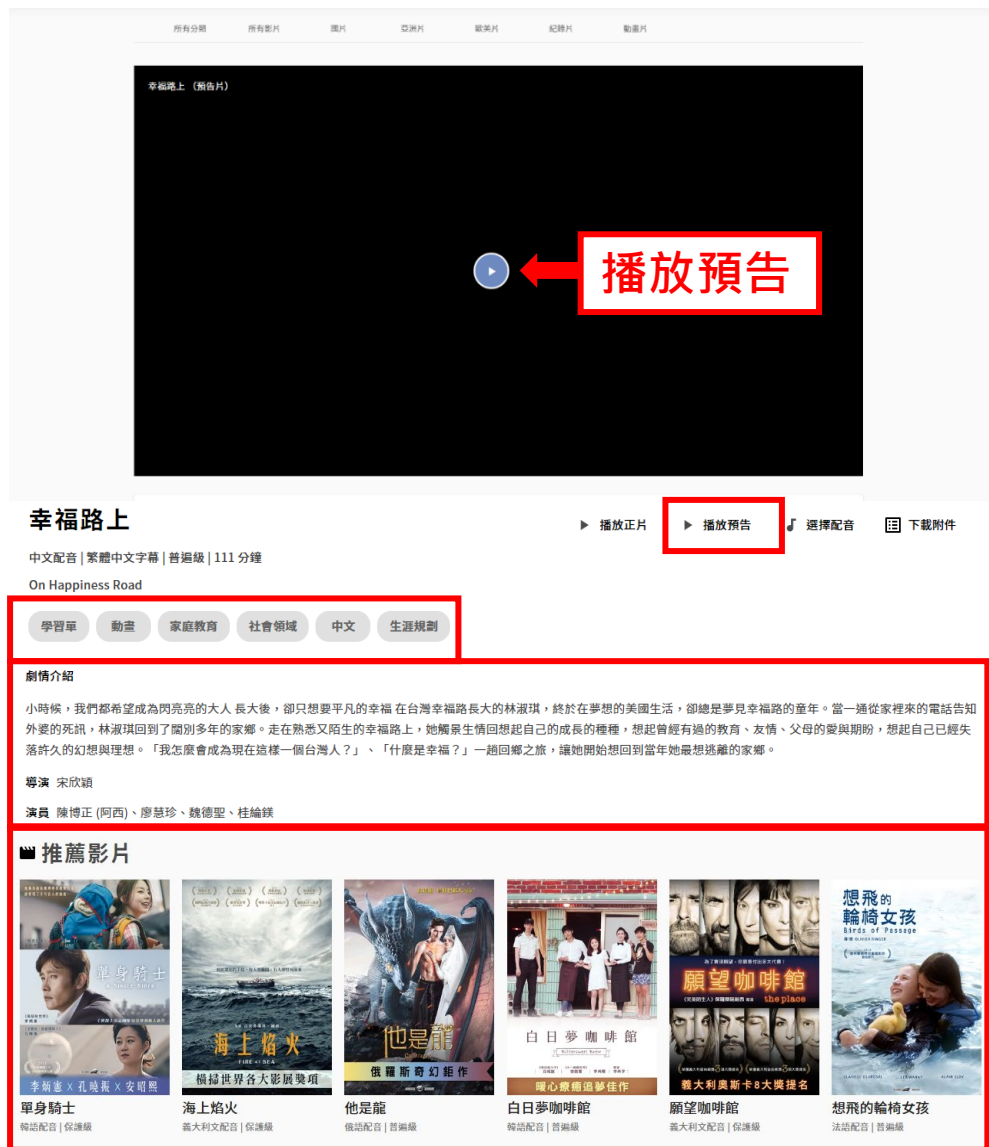 所有分類 所有影片 國片 亞洲片 歐美片 紀錄片 動畫片
幸福路上 (預告片)
播放預告
幸福路上
播放正片 播放預告 選擇配音 下載附件
中文配音 | 繁體中文字幕 | 普遍級 | 111 分鐘
On Happiness Road
學習單 動畫 家庭教育 社會領域 中文 生涯規劃
劇情介紹
小時候,我們都希望成為閃亮亮的大人 長大後,卻只想要平凡的幸福 在台灣幸福路長大的林淑琪,終於在夢想的美國生活,卻總是夢見幸福路的童年。當一通從家裡來的電話告知
外婆的死訊,林淑琪回到了闊別多年的家鄉。走在熟悉又陌生的幸福路上,她觸景生情回想起自己的成長的種種,想起曾經有過的教育、友情、父母的愛與期盼,想起自己已經失
落許久的幻想與理想。「我怎麼會成為現在這樣一個台灣人?」、「什麼是幸福?」一趟回鄉之旅,讓她開始想回到當年她最想逃離的家鄉。
導演 宋欣穎
演員 陳博正 (阿西)、廖慧珍、魏德聖、桂綸鎂
推薦影片
單身騎士
李炳憲 × 孔曉振 × 安昭熙
海上焰火
FIRE AT SEA
橫掃世界各大影展獎項
他是龍
俄羅斯奇幻鉅作
白日夢咖啡館
暖心療癒追夢佳作
願望咖啡館
the place
義大利奧斯卡8大獎提名
想飛的
輪椅女孩
Birds of Passage
單身騎士 海上焰火 他是龍 白日夢咖啡館 願望咖啡館 想飛的輪椅女孩
韓語配音 | 保護級 義大利文配音 | 保護級 俄語配音 | 普遍級 韓語配音 | 普遍級 義大利文配音 | 保護級 法語配音 | 普遍級